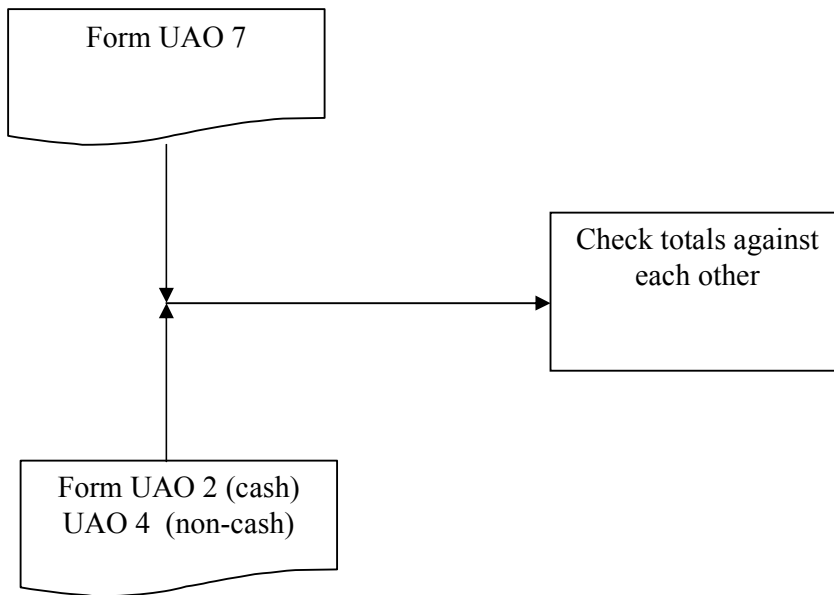 Form UAO 7
Check totals against
each other
Form UAO 2 (cash)
UAO 4  (non-cash)